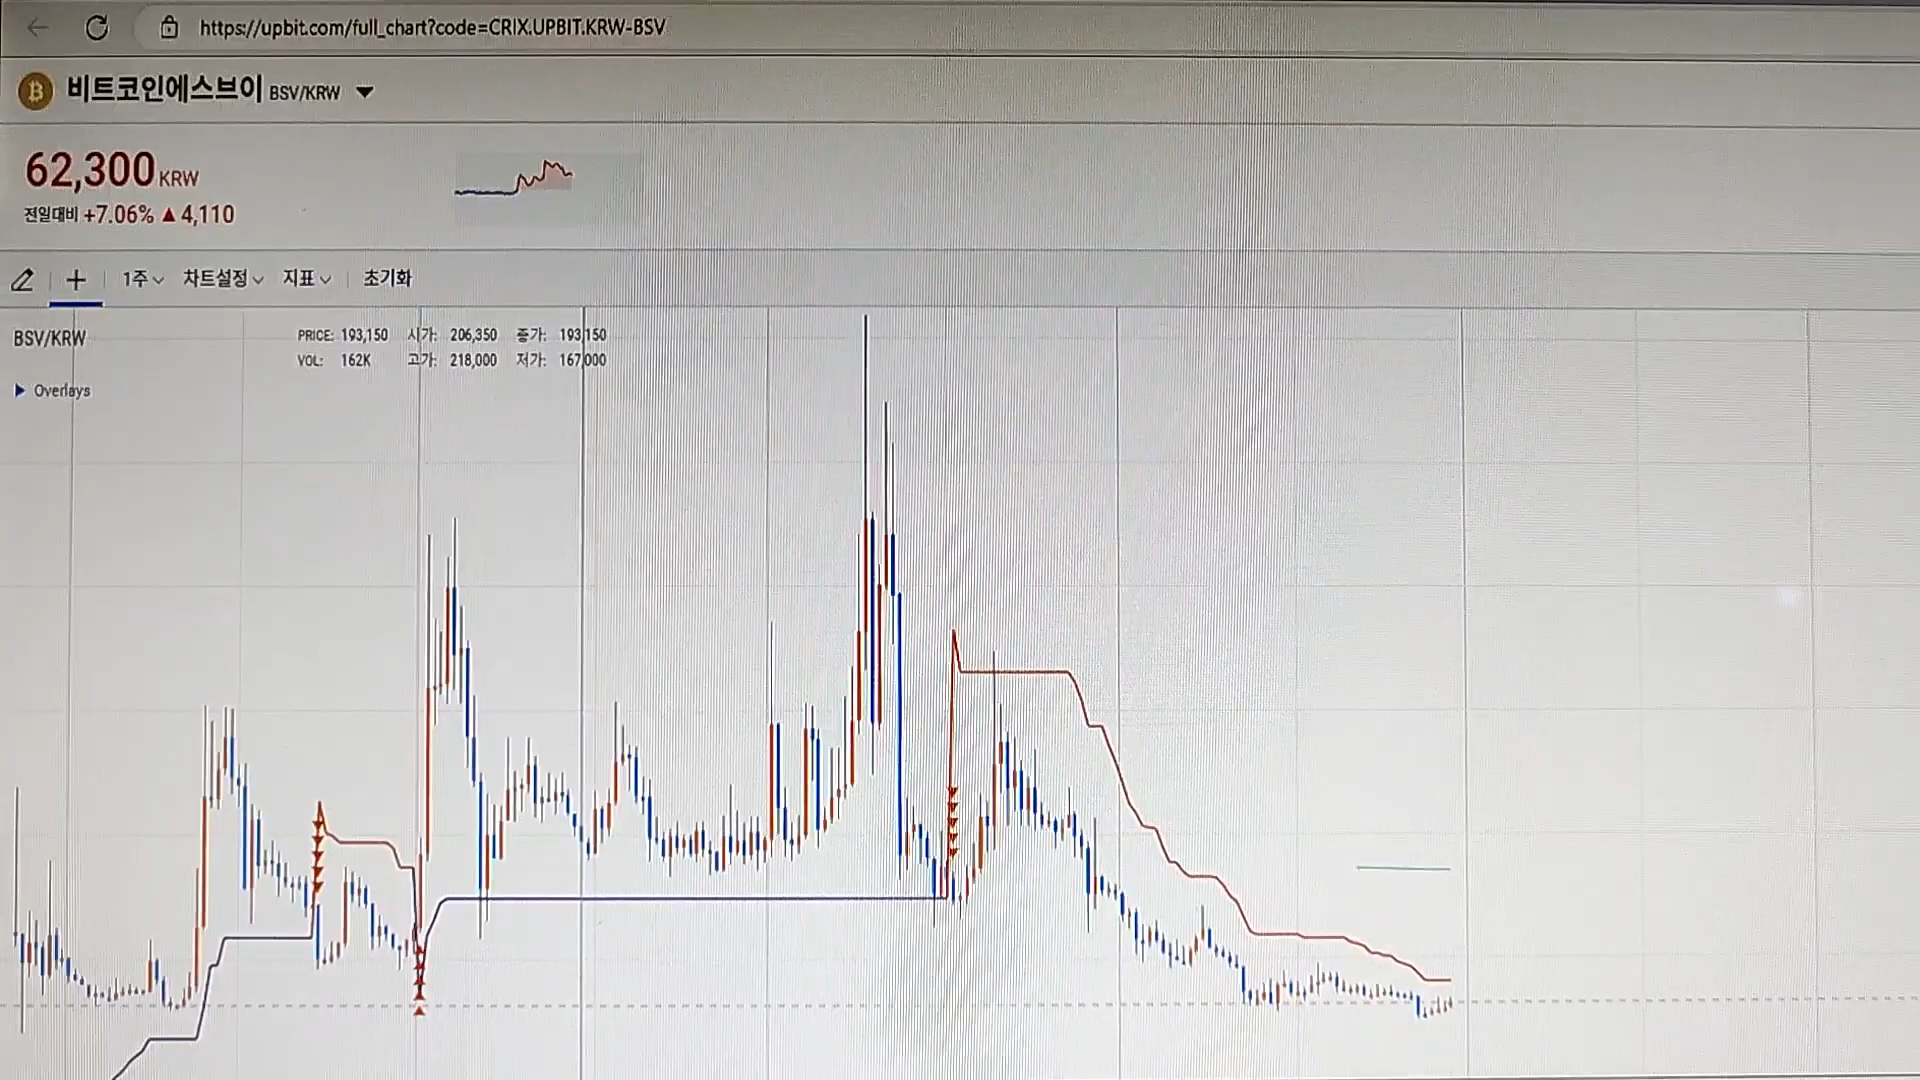 https://upbit.com/full_chart?code=CRIX.UPBIT.KRW-BSV
비트코인에스브이 BSV/KRW
62,300 KRW
전일대비 +7.06% ▲ 4,110
1주 차트설정 지표 초기화
BSV/KRW
PRICE: 193,150 시가: 206,350 종가: 193,150
VOL: 162K 고가: 218,000 저가: 167,000
Overlays